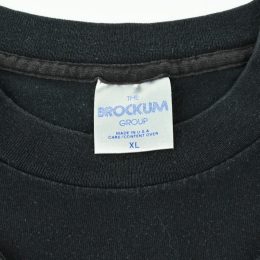 THE
BROCKUM
GROUP
MADE IN U.S.A
CARE/CONTENT OVER
XL